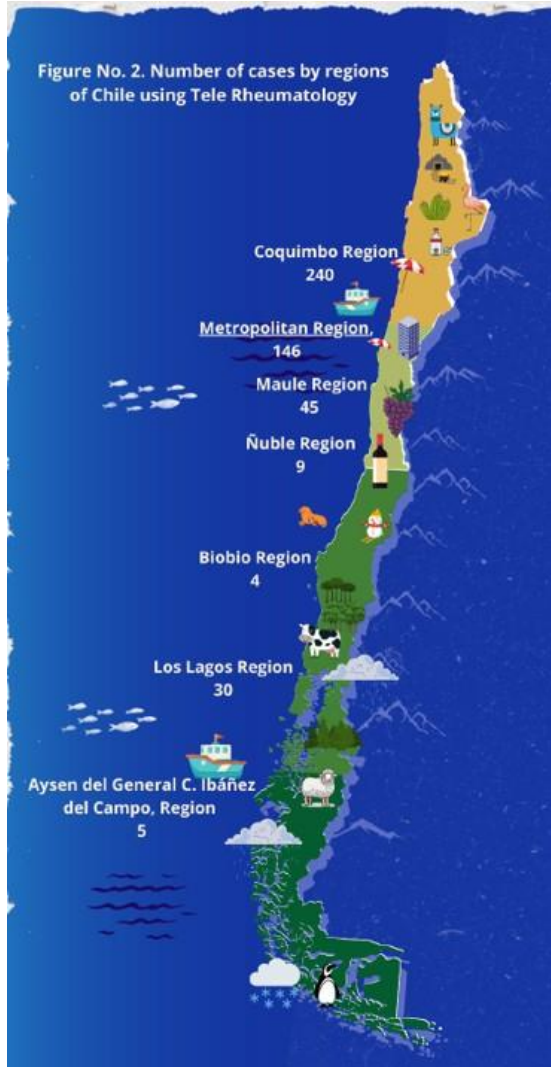 Figure No. 2. Number of cases by regions
of Chile using Tele Rheumatology
Coquimbo Region
240
Metropolitan Region,
146
Maule Region
45
Ñuble Region
9
Biobio Region
4
Los Lagos Region
30
Aysen del General C. Ibáñez
del Campo, Region
5